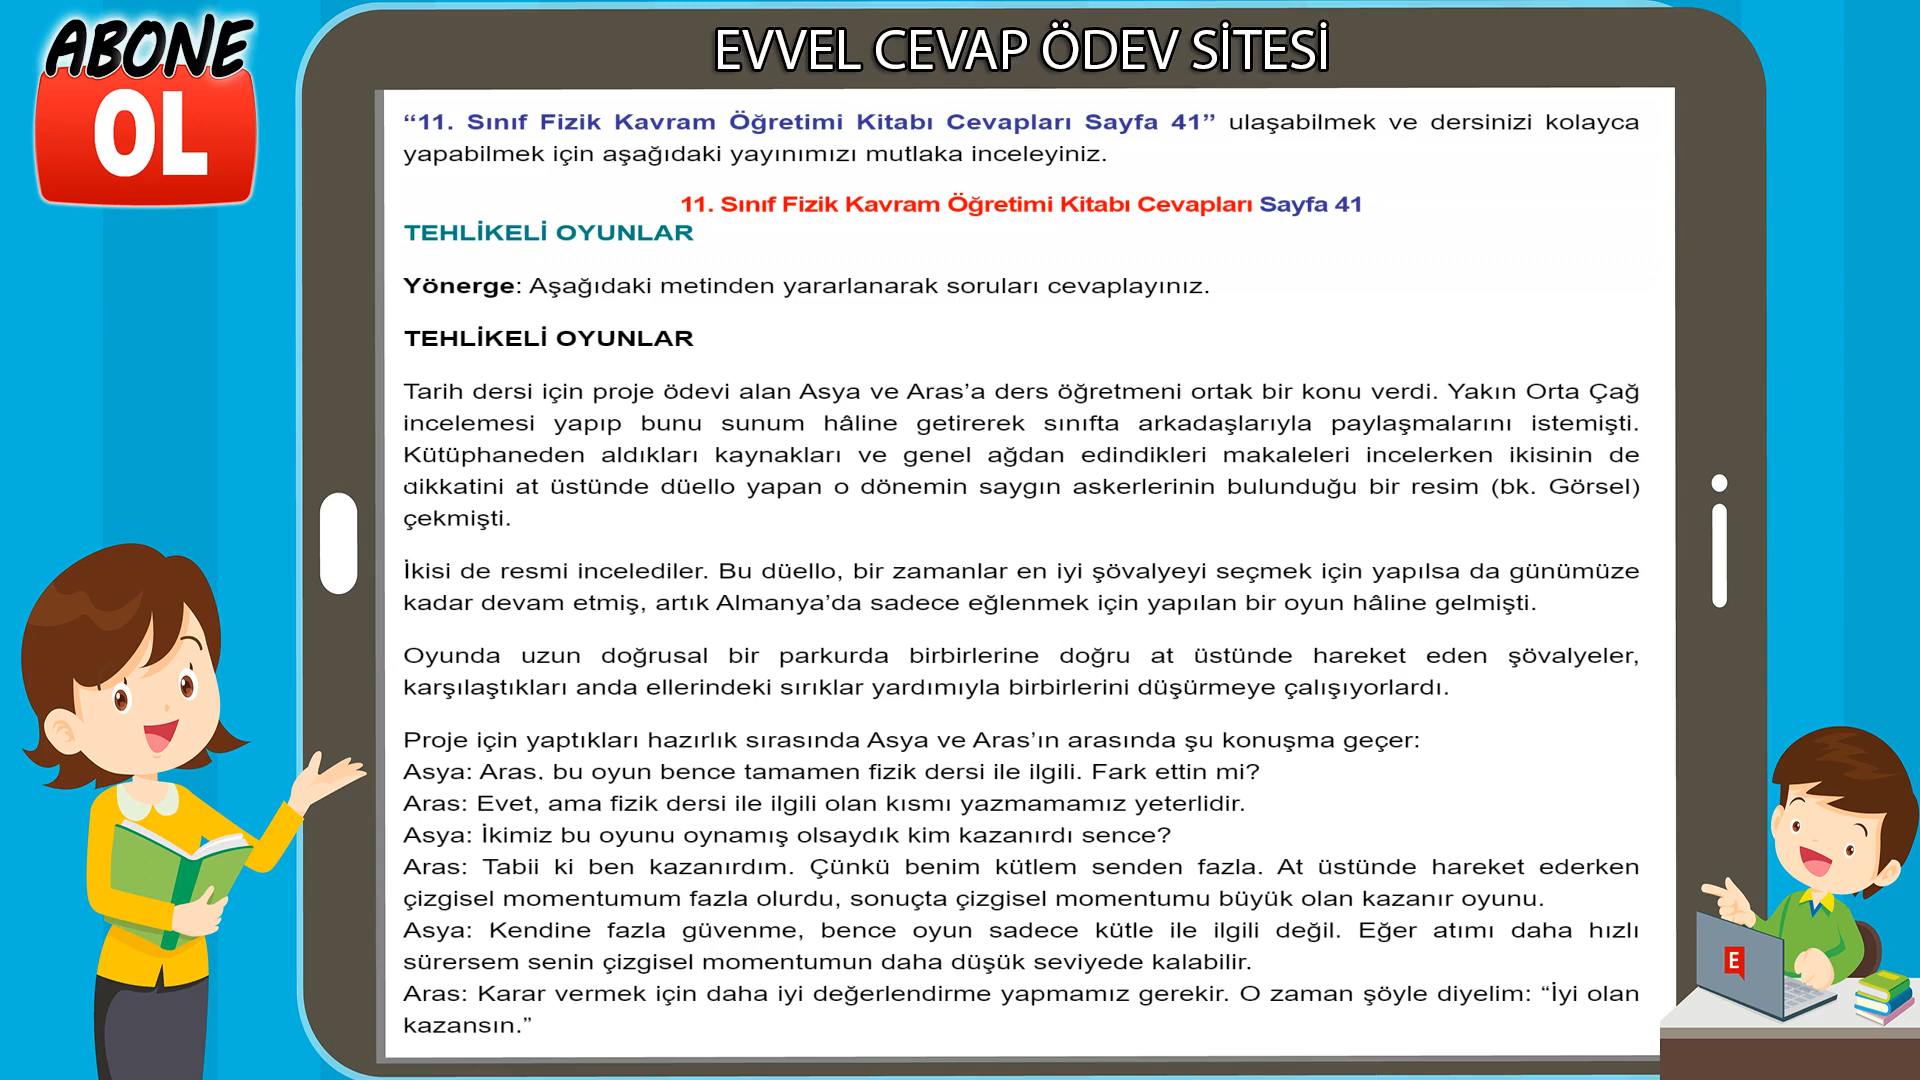 ABONE
OL
EVVEL CEVAP ÖDEV SİTESİ
“11. Sınıf Fizik Kavram Öğretimi Kitabı Cevapları Sayfa 41” ulaşabilmek ve dersinizi kolayca
yapabilmek için aşağıdaki yayınımızı mutlaka inceleyiniz.
11. Sınıf Fizik Kavram Öğretimi Kitabı Cevapları Sayfa 41
TEHLİKELİ OYUNLAR
Yönerge: Aşağıdaki metinden yararlanarak soruları cevaplayınız.
TEHLİKELİ OYUNLAR
Tarih dersi için proje ödevi alan Asya ve Aras’a ders öğretmeni ortak bir konu verdi. Yakın Orta Çağ
incelemesi yapıp bunu sunum hâline getirerek sınıfta arkadaşlarıyla paylaşmalarını istemişti.
Kütüphaneden aldıkları kaynakları ve genel ağdan edindikleri makaleleri incelerken ikisinin de
dikkatini at üstünde düello yapan o dönemin saygın askerlerinin bulunduğu bir resim (bk. Görsel)
çekmişti.
İkisi de resmi incelediler. Bu düello, bir zamanlar en iyi şövalyeyi seçmek için yapılsa da günümüze
kadar devam etmiş, artık Almanya’da sadece eğlenmek için yapılan bir oyun hâline gelmişti.
Oyunda uzun doğrusal bir parkurda birbirlerine doğru at üstünde hareket eden şövalyeler,
karşılaştıkları anda ellerindeki sırıklar yardımıyla birbirlerini düşürmeye çalışıyorlardı.
Proje için yaptıkları hazırlık sırasında Asya ve Aras’ın arasında şu konuşma geçer:
Asya: Aras, bu oyun bence tamamen fizik dersi ile ilgili. Fark ettin mi?
Aras: Evet, ama fizik dersi ile ilgili olan kısmı yazmamamız yeterlidir.
Asya: İkimiz bu oyunu oynamış olsaydık kim kazanırdı sence?
Aras: Tabii ki ben kazanırdım. Çünkü benim kütlem senden fazla. At üstünde hareket ederken
çizgisel momentumum fazla olurdu, sonuçta çizgisel momentumu büyük olan kazanır oyunu.
Asya: Kendine fazla güvenme, bence oyun sadece kütle ile ilgili değil. Eğer atımı daha hızlı
sürersem senin çizgisel momentumun daha düşük seviyede kalabilir.
Aras: Karar vermek için daha iyi değerlendirme yapmamız gerekir. O zaman şöyle diyelim: “İyi olan
kazansın.”
E